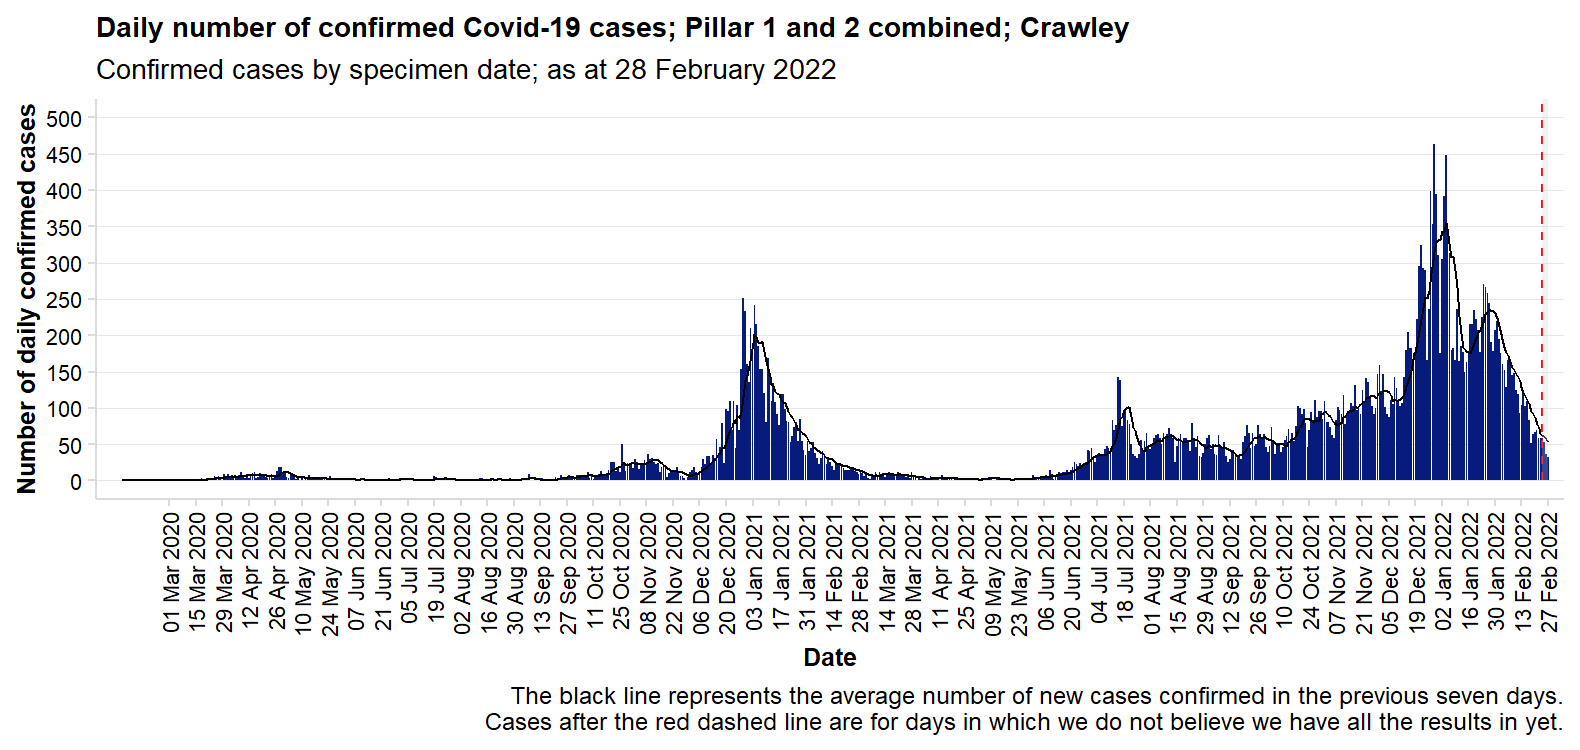 Daily number of confirmed Covid-19 cases; Pillar 1 and 2 combined; Crawley
Confirmed cases by specimen date; as at 28 February 2022
Number of daily confirmed cases
500
450
400
350
300
250
200
150
100
50
0
01 Mar 2020
15 Mar 2020
29 Mar 2020
12 Apr 2020
26 Apr 2020
10 May 2020
24 May 2020
07 Jun 2020
21 Jun 2020
05 Jul 2020
19 Jul 2020
02 Aug 2020
16 Aug 2020
30 Aug 2020
13 Sep 2020
27 Sep 2020
11 Oct 2020
25 Oct 2020
08 Nov 2020
22 Nov 2020
06 Dec 2020
20 Dec 2020
03 Jan 2021
17 Jan 2021
31 Jan 2021
14 Feb 2021
28 Feb 2021
14 Mar 2021
28 Mar 2021
11 Apr 2021
25 Apr 2021
09 May 2021
23 May 2021
06 Jun 2021
20 Jun 2021
04 Jul 2021
18 Jul 2021
01 Aug 2021
15 Aug 2021
29 Aug 2021
12 Sep 2021
26 Sep 2021
10 Oct 2021
24 Oct 2021
07 Nov 2021
21 Nov 2021
05 Dec 2021
19 Dec 2021
02 Jan 2022
16 Jan 2022
30 Jan 2022
13 Feb 2022
27 Feb 2022
Date
The black line represents the average number of new cases confirmed in the previous seven days.
Cases after the red dashed line are for days in which we do not believe we have all the results in yet.